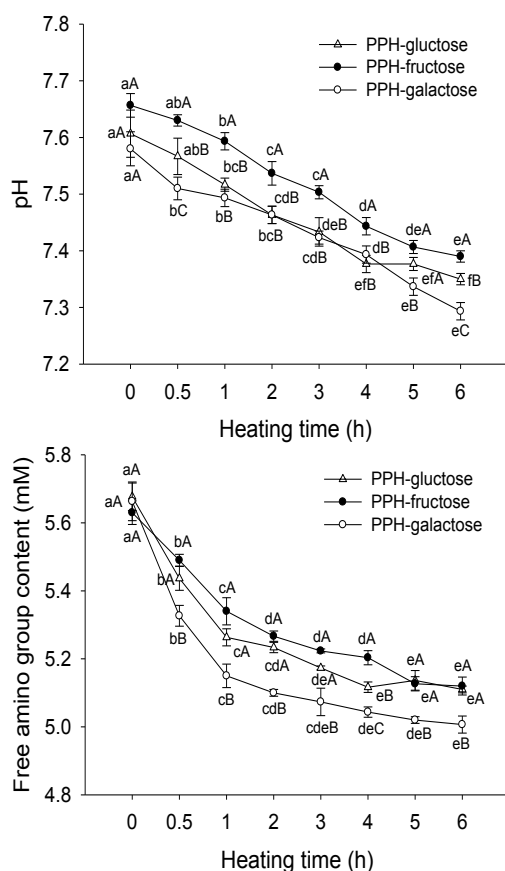 7.8
7.7
7.6
7.5
7.4
7.3
7.2
pH
PPH-gluctose
PPH-fructose
PPH-galactose
aA
abA
bA
cA
cA
dA
deA
eA
aA
abB
bcB
cdB
deB
efB
efA
fB
aA
bC
bB
bcB
cdB
dB
eB
eC
0 0.5 1 2 3 4 5 6
Heating time (h)
5.8
5.6
5.4
5.2
5.0
4.8
Free amino group content (mM)
PPH-gluctose
PPH-fructose
PPH-galactose
aA
aA
aA
bA
cA
dA
dA
dA
eA
eA
bA
cA
cdA
deA
eB
eA
eA
bB
cB
cdB
cdeB
deC
deB
eB
0 0.5 1 2 3 4 5 6
Heating time (h)